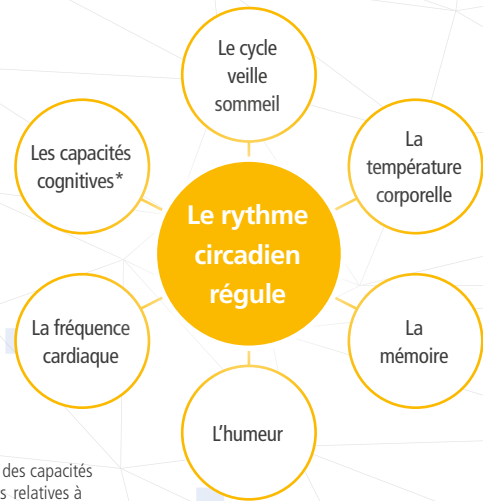 Le cycle
veille
sommeil
La
température
corporelle
La
mémoire
L'humeur
La fréquence
cardiaque
Les capacités
cognitives*
Le rythme
circadien
régule
des capacités
relatives à